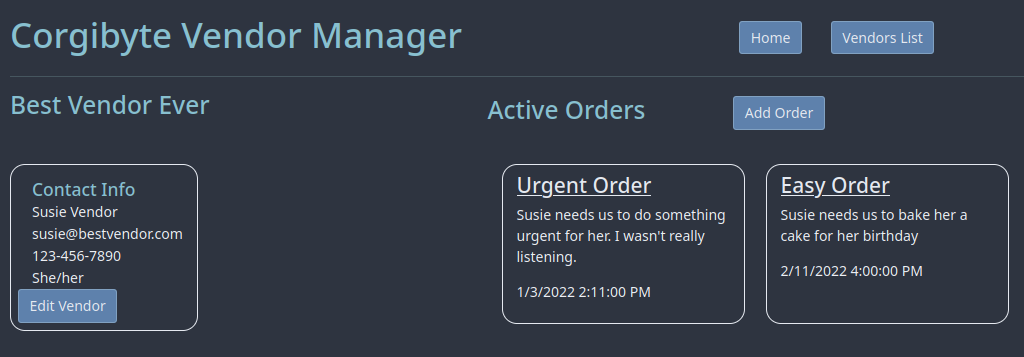 Corgibyte Vendor Manager
Home
Vendors List
Best Vendor Ever
Active Orders
Add Order
Contact Info
Susie Vendor
susie@bestvendor.com
123-456-7890
She/her
Edit Vendor
Urgent Order
Susie needs us to do something
urgent for her. I wasn't really
listening.
1/3/2022 2:11:00 PM
Easy Order
Susie needs us to bake her a
cake for her birthday
2/11/2022 4:00:00 PM